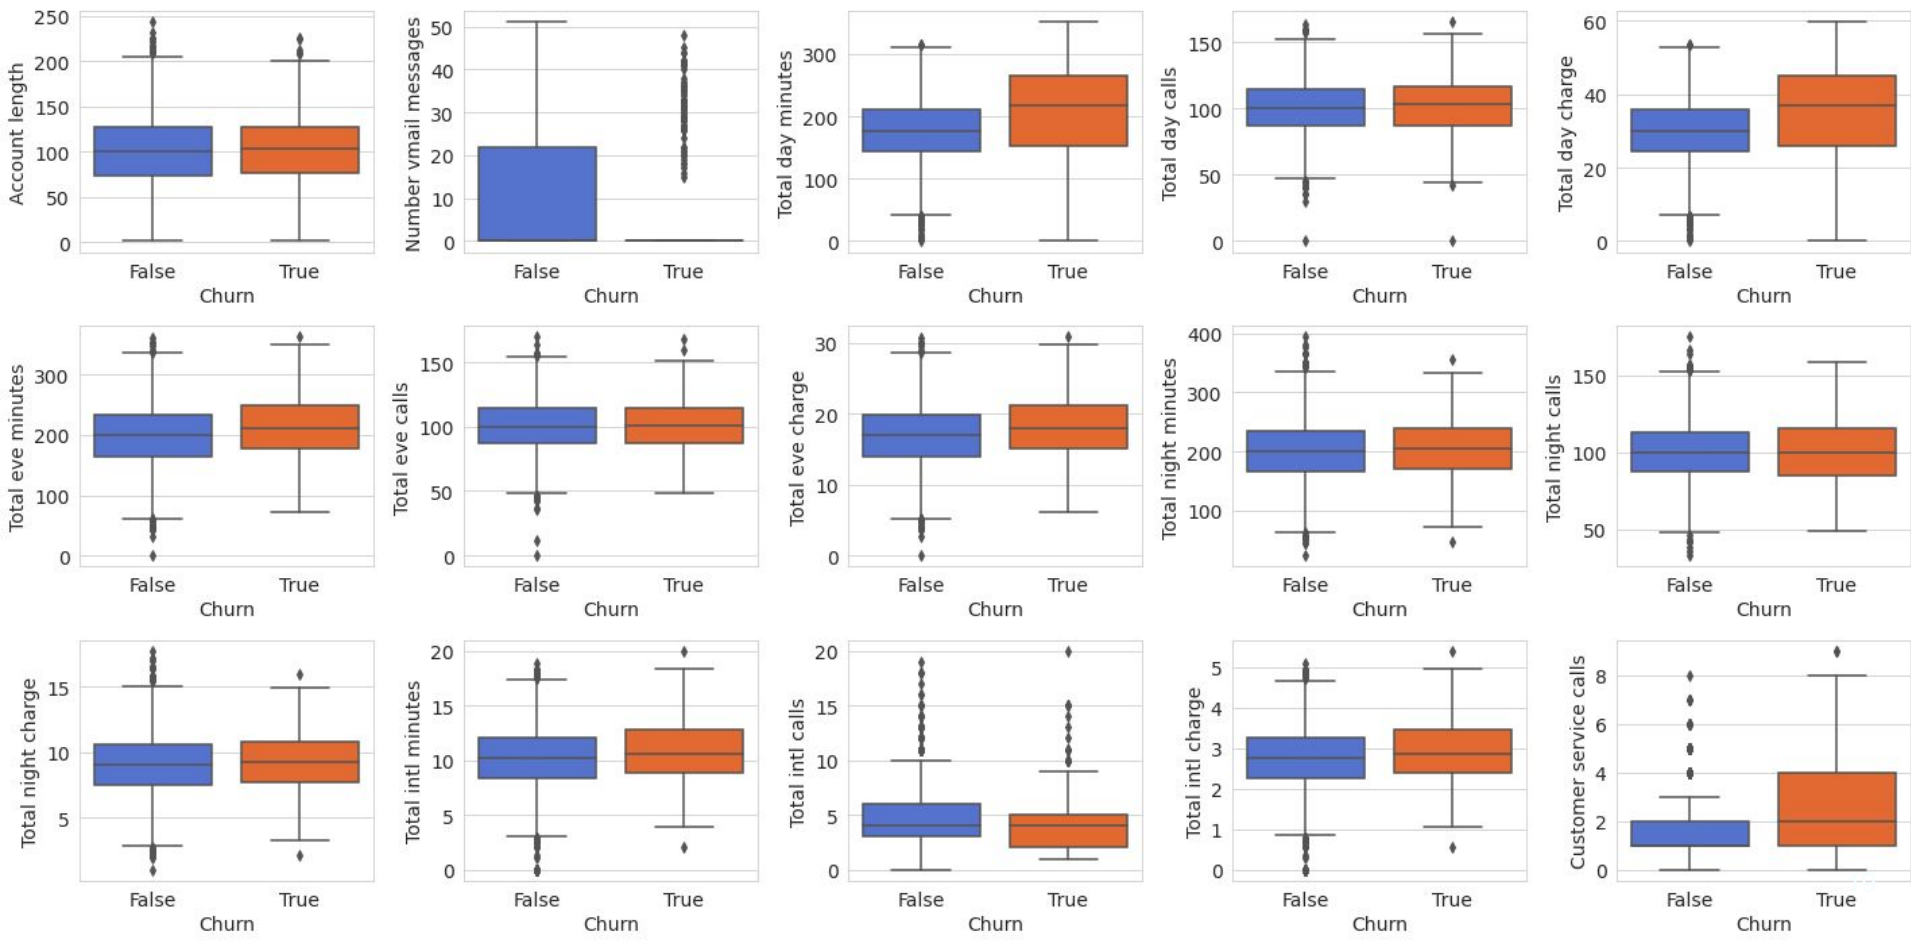 Account length
250
200
150
100
50
0
False True
Churn
Number vmail messages
50
40
30
20
10
0
False True
Churn
Total day minutes
300
200
100
0
False True
Churn
Total day calls
150
100
50
0
False True
Churn
Total day charge
60
40
20
0
False True
Churn
Total eve minutes
300
200
100
0
False True
Churn
Total eve calls
150
100
50
0
False True
Churn
Total eve charge
30
20
10
0
False True
Churn
Total night minutes
400
300
200
100
False True
Churn
Total night calls
150
100
50
False True
Churn
Total night charge
15
10
5
False True
Churn
Total intl minutes
20
15
10
5
0
False True
Churn
Total intl calls
20
15
10
5
0
False True
Churn
Total intl charge
5
4
3
2
1
0
False True
Churn
Customer service calls
8
6
4
2
0
False True
Churn